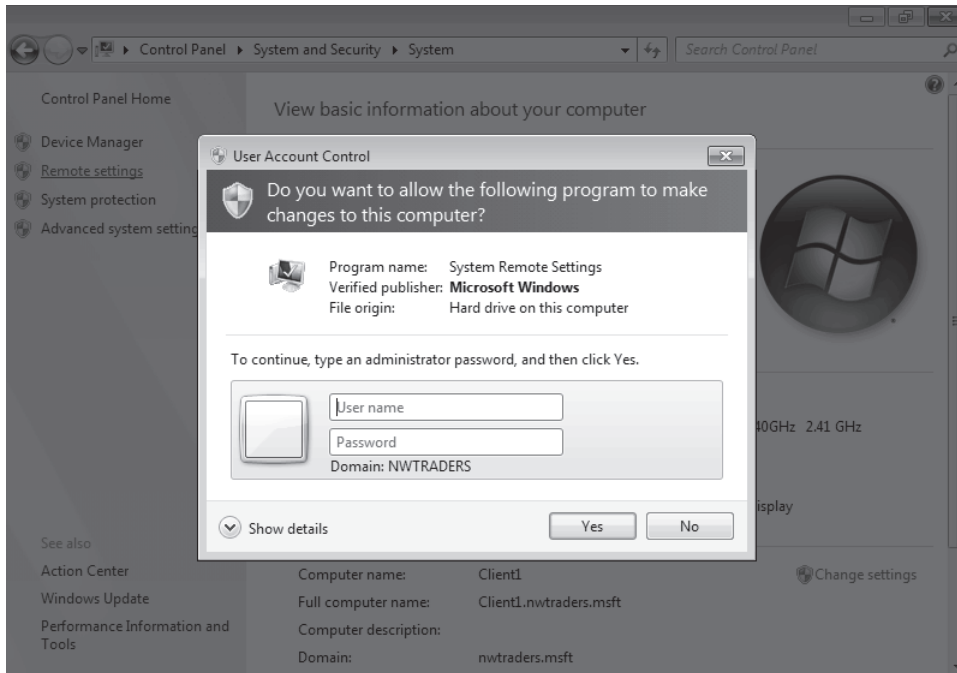 Control Panel ▸ System and Security ▸ System
Search Control Panel
Control Panel Home
Device Manager
Remote settings
System protection
Advanced system setting
View basic information about your computer
User Account Control
Do you want to allow the following program to make
changes to this computer?
Program name: System Remote Settings
Verified publisher: Microsoft Windows
File origin: Hard drive on this computer
To continue, type an administrator password, and then click Yes.
User name
Password
Domain: NWTRADERS
Show details
Yes
No
40GHz 2.41 GHz
isplay
See also
Action Center
Windows Update
Performance Information and
Tools
Computer name: Client1
Change settings
Full computer name: Client1.nwtraders.msft
Computer description:
Domain: nwtraders.msft